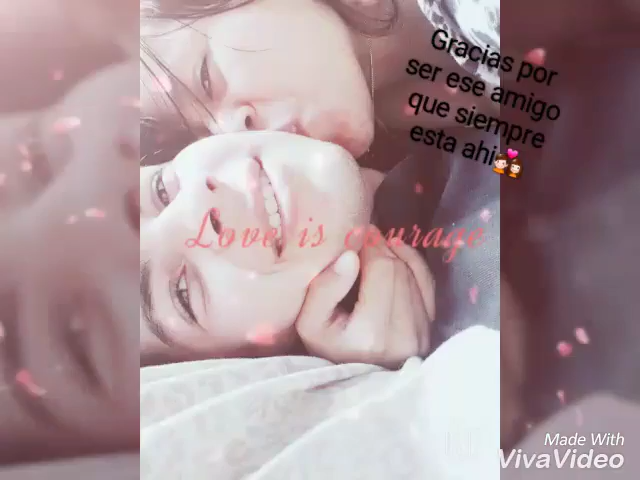 Gracias por
ser ese amigo
que siempre
esta ahi💑
Love is courage
Made With
VivaVideo